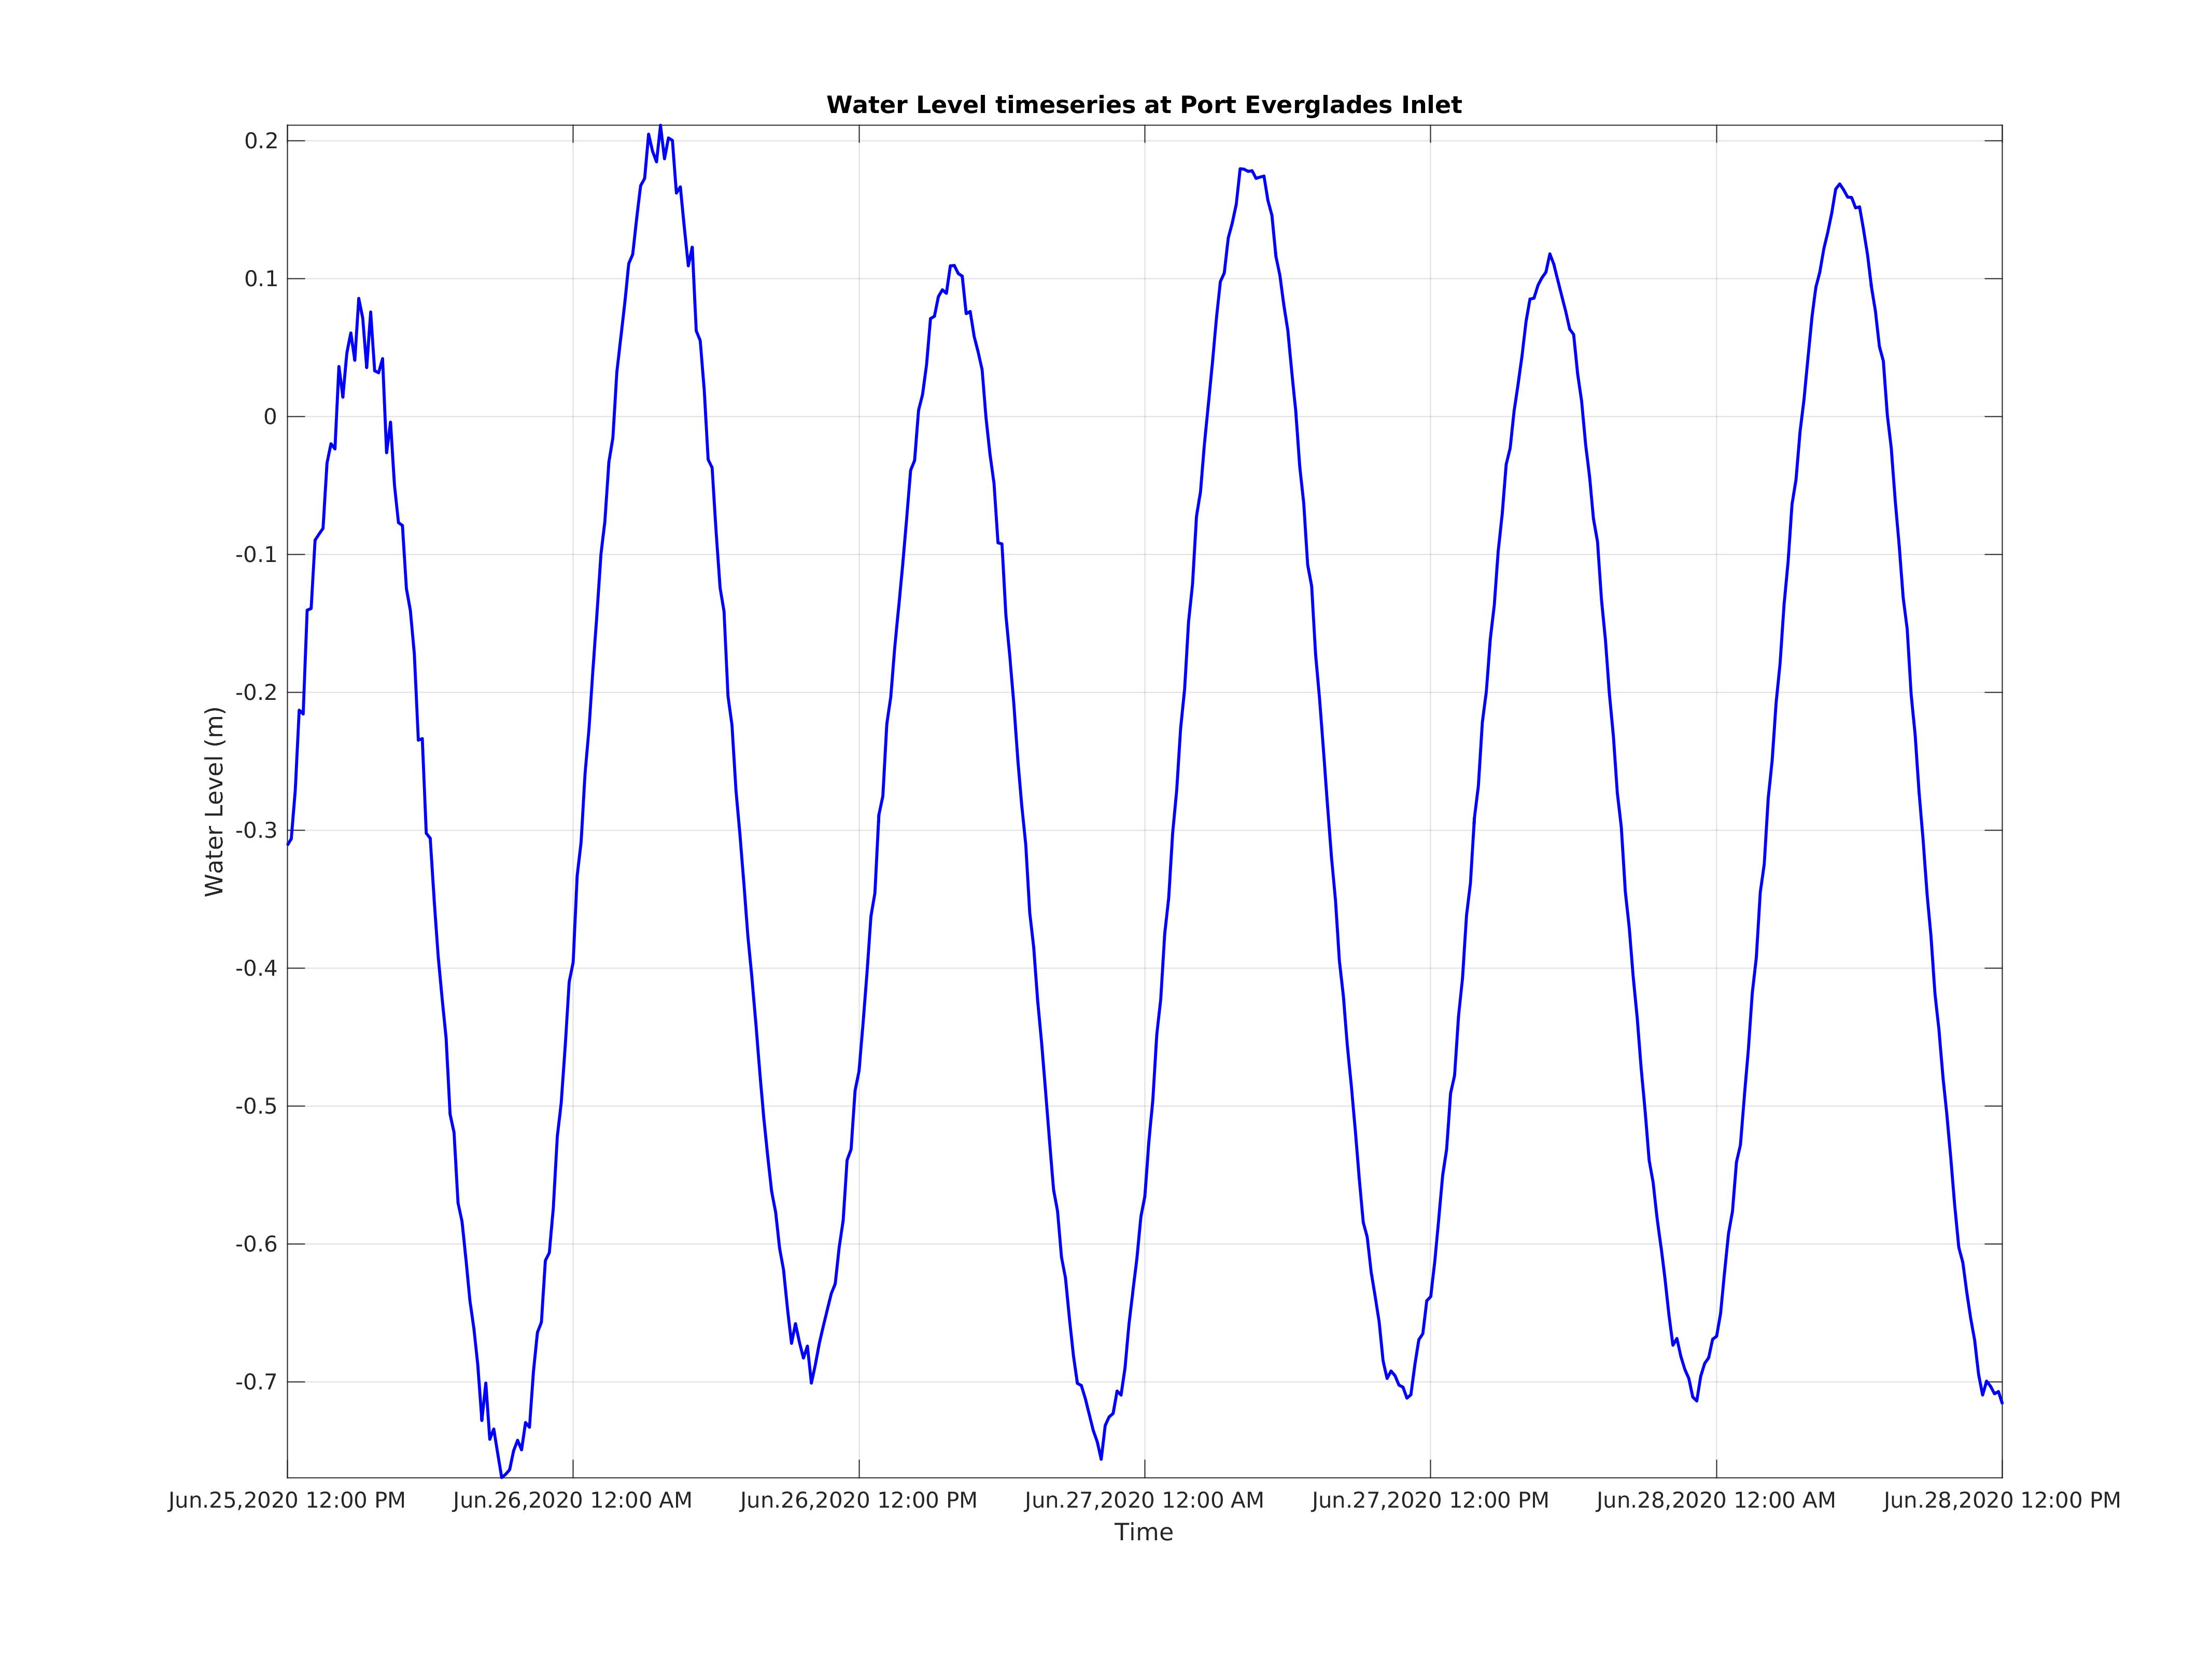 Water Level timeseries at Port Everglades Inlet
0.2
0.1
0
-0.1
-0.2
-0.3
-0.4
-0.5
-0.6
-0.7
Water Level (m)
Jun.25,2020 12:00 PM
Jun.26,2020 12:00 AM
Jun.26,2020 12:00 PM
Jun.27,2020 12:00 AM
Jun.27,2020 12:00 PM
Jun.28,2020 12:00 AM
Jun.28,2020 12:00 PM
Time